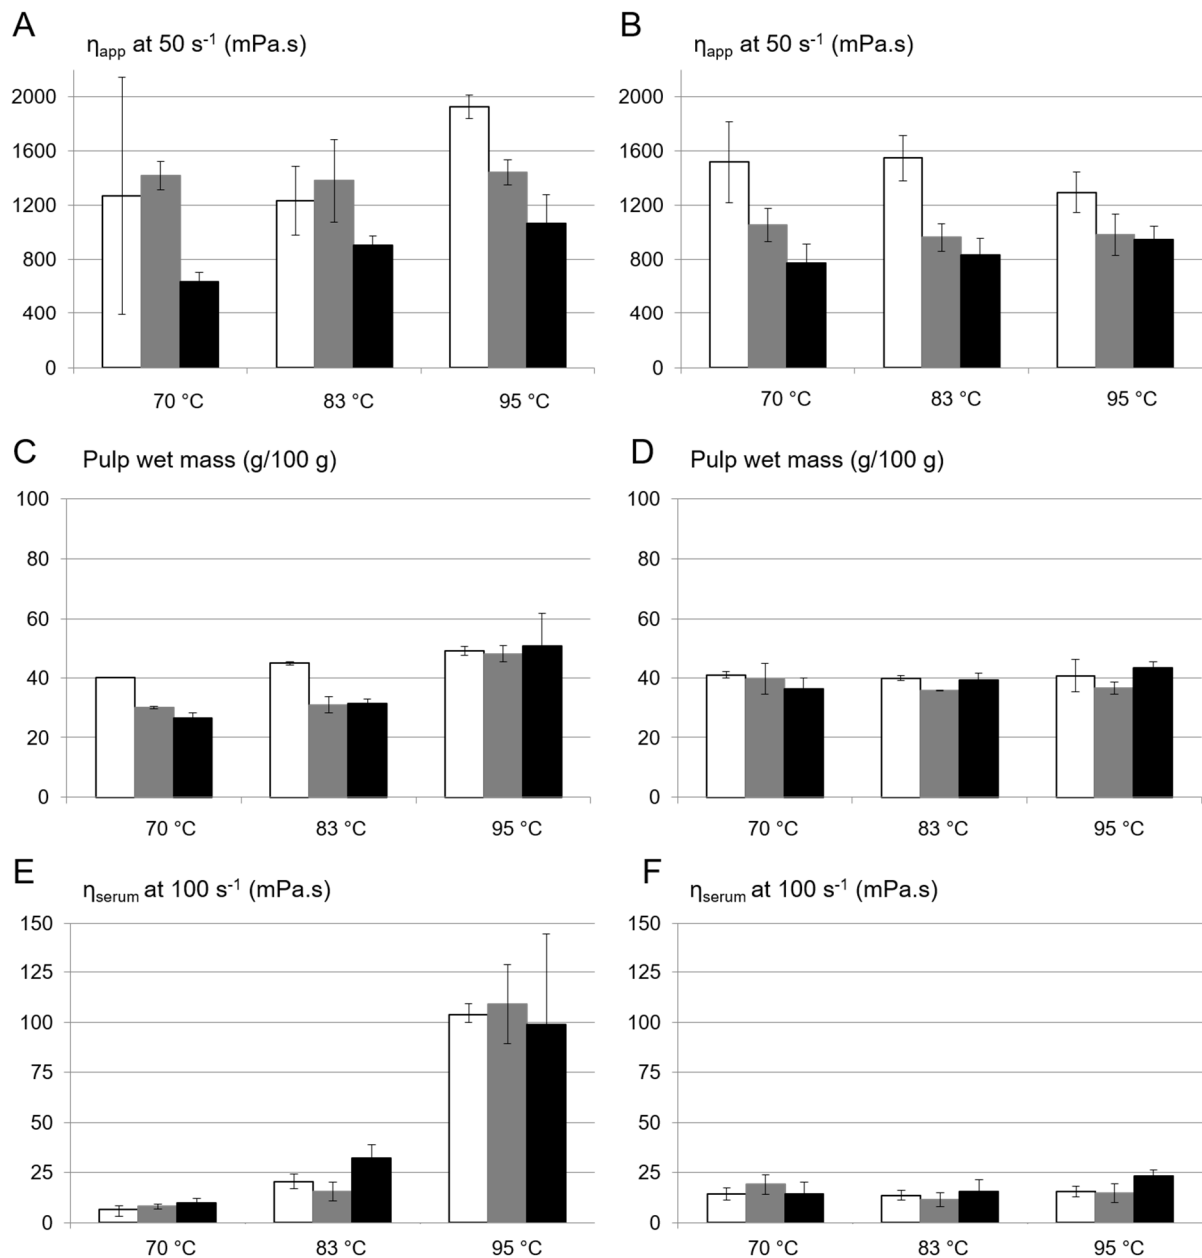 A
ηapp at 50 s-1 (mPa.s)
2000
1600
1200
800
400
0
70 °C
83 °C
95 °C
B
ηapp at 50 s-1 (mPa.s)
2000
1600
1200
800
400
0
70 °C
83 °C
95 °C
C
Pulp wet mass (g/100 g)
100
80
60
40
20
0
70 °C
83 °C
95 °C
D
Pulp wet mass (g/100 g)
100
80
60
40
20
0
70 °C
83 °C
95 °C
E
ηserum at 100 s-1 (mPa.s)
150
125
100
75
50
25
0
70 °C
83 °C
95 °C
F
ηserum at 100 s-1 (mPa.s)
150
125
100
75
50
25
0
70 °C
83 °C
95 °C